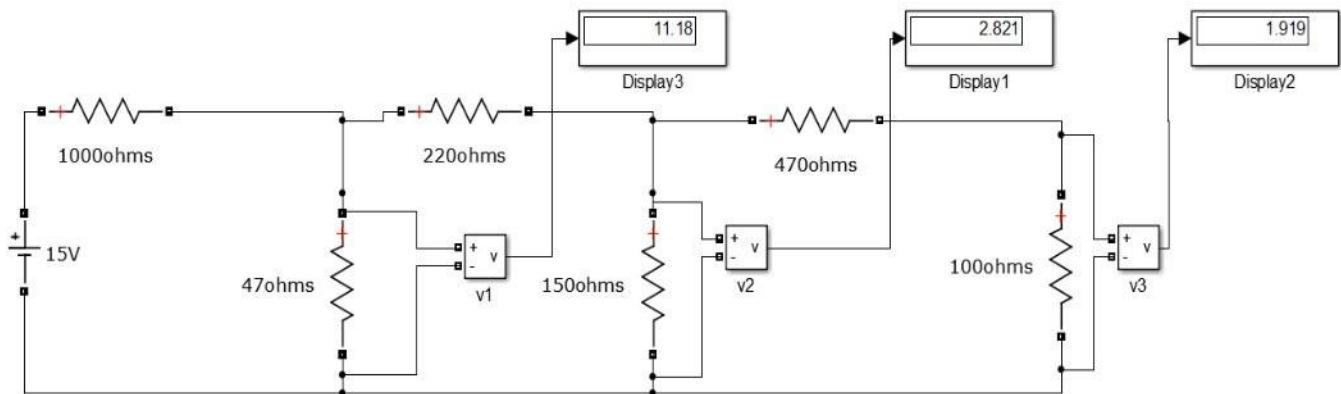 11.18
Display3
2.821
Display1
1.919
Display2
1000ohms
220ohms
470ohms
+
15V
47ohms
+
-
v
v1
150ohms
+
-
v
v2
100ohms
+
-
v
v3